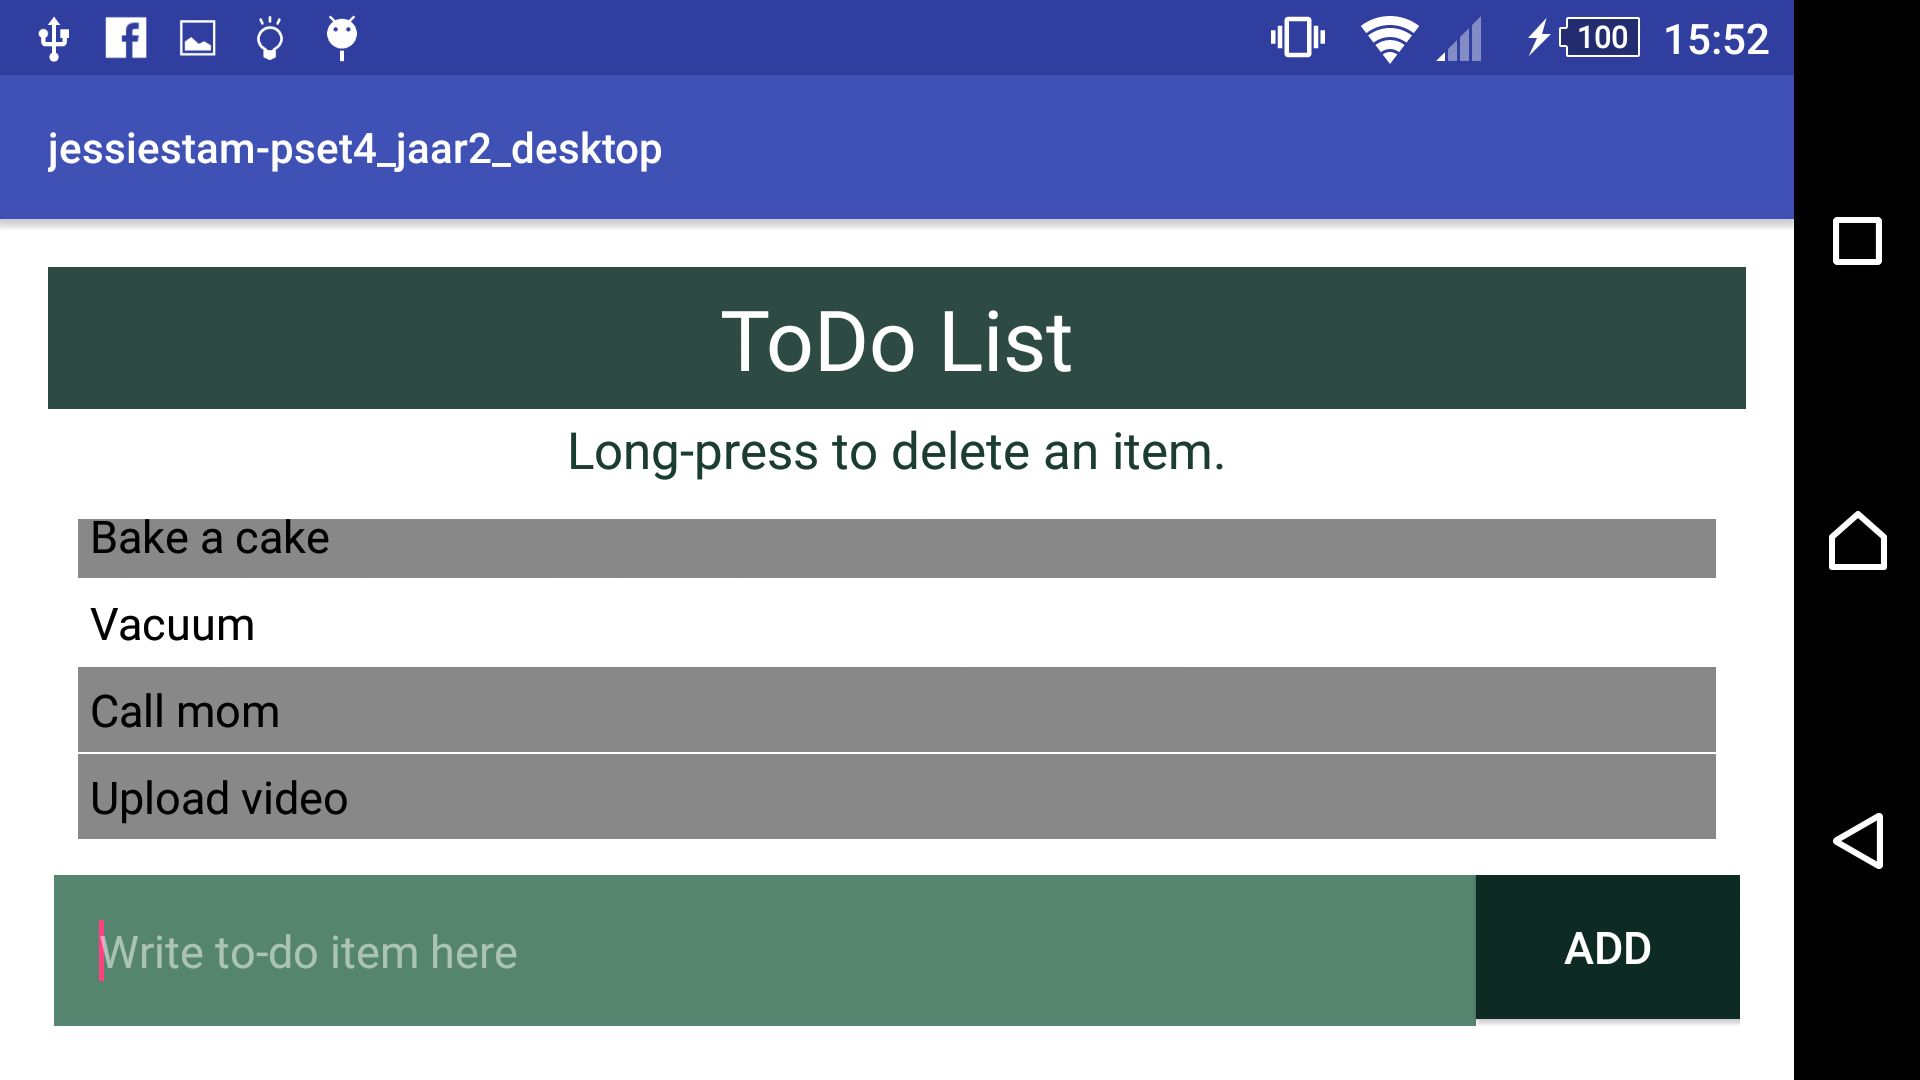 100 15:52
jessiestam-pset4_jaar2_desktop
ToDo List
Long-press to delete an item.
Bake a cake
Vacuum
Call mom
Upload video
Write to-do item here
ADD